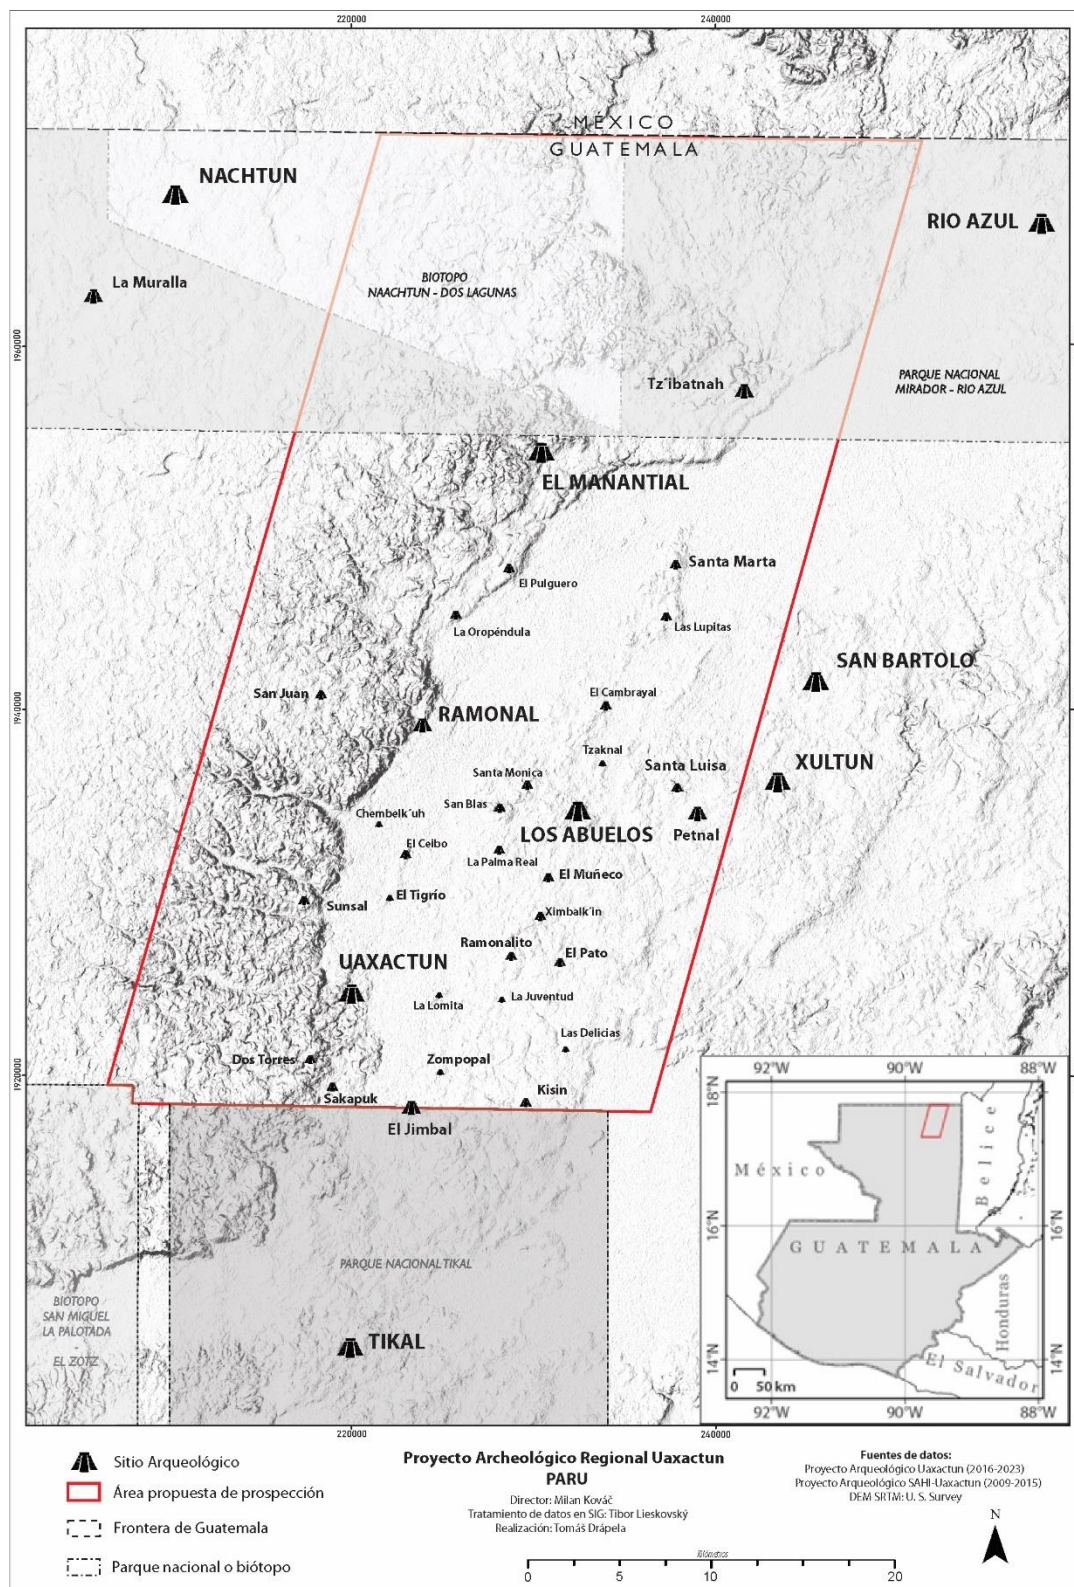 220000
240000
MÉXICO
GUATEMALA
NACHTUN
RIO AZUL
La Muralla
BIOTOPO
NAACHTUN - DOS LAGUNAS
1960000
Tz´ibatnah
PARQUE NACIONAL
MIRADOR - RIO AZUL
EL MANANTIAL
Santa Marta
El Pulguero
La Oropéndula
Las Lupitas
SAN BARTOLO
San Juan
El Cambrayal
1940000
RAMONAL
Tzaknal
Santa Monica
Santa Luisa
XULTUN
San Blas
Chembelk´uh
LOS ABUELOS
Petnal
El Ceibo
La Palma Real
El Muñeco
El Tigrío
Sunsal
Ximbalk´in
Ramonalito
El Pato
UAXACTUN
La Lomita
La Juventud
Las Delicias
Dos Torres
Zompopal
1920000
Sakapuk
Kisin
El Jimbal
92°W
90°W
88°W
18°N
18°N
México
Belice
16°N
16°N
GUATEMALA
Honduras
El Salvador
14°N
14°N
0 50 km
92°W
90°W
88°W
PARQUE NACIONAL TIKAL
BIOTOPO
SAN MIGUEL
LA PALOTADA
-
EL ZOTZ
TIKAL
220000
240000
Sitio Arqueológico
Área propuesta de prospección
Frontera de Guatemala
Parque nacional o biótopo
Proyecto Archeológico Regional Uaxactun
PARU
Director: Milan Kováč
Tratamiento de datos en SIG: Tibor Lieskovský
Realización: Tomáš Drápela
Fuentes de datos:
Proyecto Arqueológico Uaxactun (2016-2023)
Proyecto Arqueológico SAHI-Uaxactun (2009-2015)
DEM SRTM: U. S. Survey
N
Kilómetros
0 5 10 20